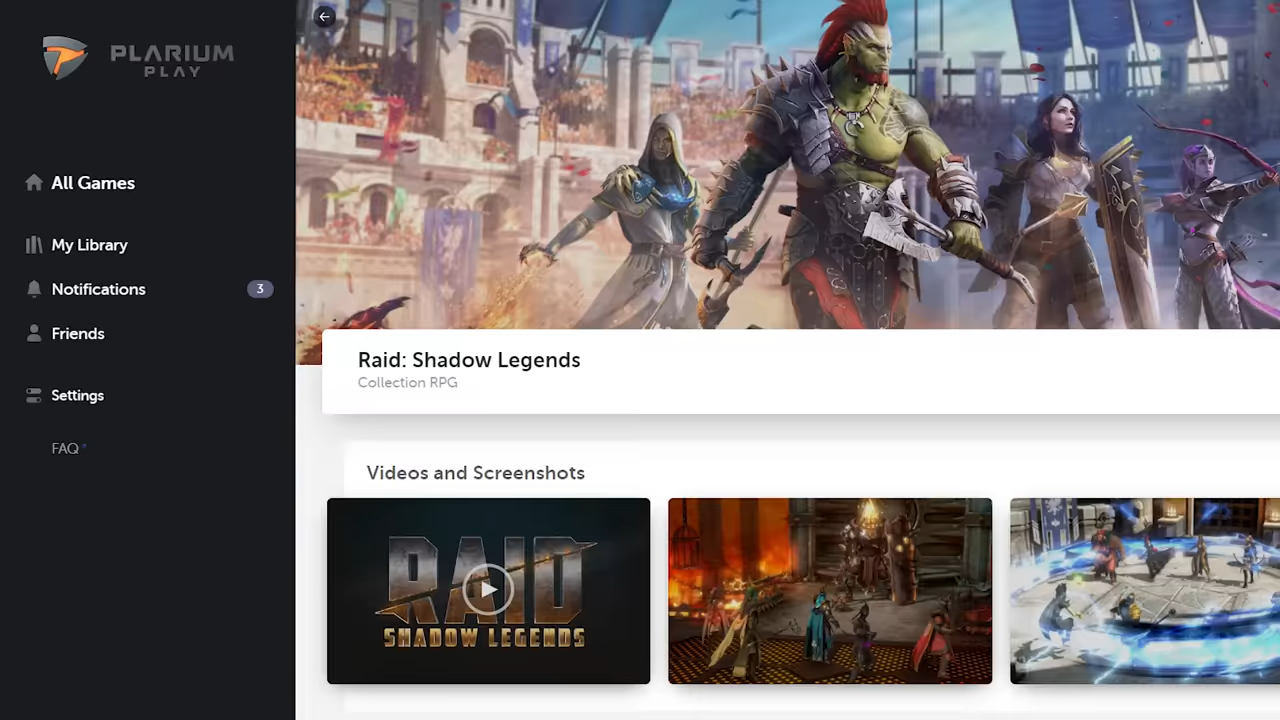 PLARIUM
PLAY
All Games
My Library
Notifications 3
Friends
Settings
FAQ
Raid: Shadow Legends
Collection RPG
Videos and Screenshots
RAID
SHADOW LEGENDS